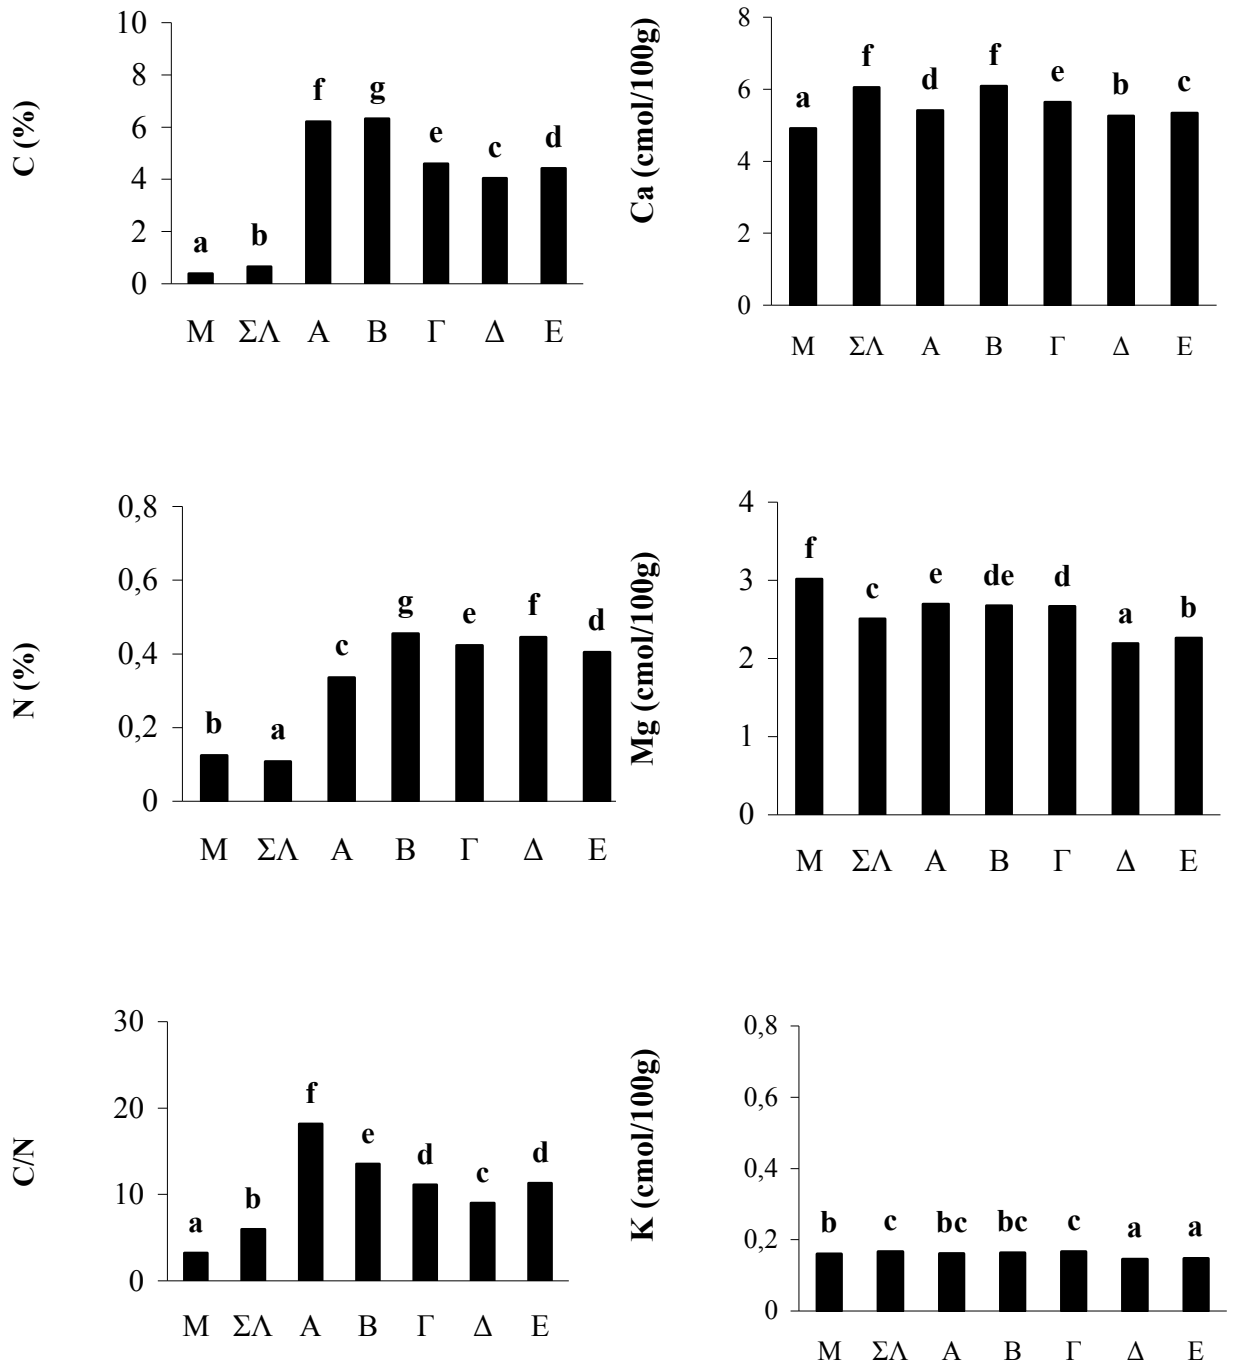 C (%)
10
8
6
4
2
0
a
b
f
g
e
c
d
Μ ΣΛ Α Β Γ Δ Ε
Ca (cmol/100g)
8
6
4
2
0
a
f
d
f
e
b
c
Μ ΣΛ Α Β Γ Δ Ε
N (%)
0,8
0,6
0,4
0,2
0
b
a
c
g
e
f
d
Μ ΣΛ Α Β Γ Δ Ε
Mg (cmol/100g)
4
3
2
1
0
f
c
e
de
d
a
b
Μ ΣΛ Α Β Γ Δ Ε
C/N
30
20
10
0
a
b
f
e
d
c
d
Μ ΣΛ Α Β Γ Δ Ε
K (cmol/100g)
0,8
0,6
0,4
0,2
0
b
c
bc
bc
c
a
a
Μ ΣΛ Α Β Γ Δ Ε